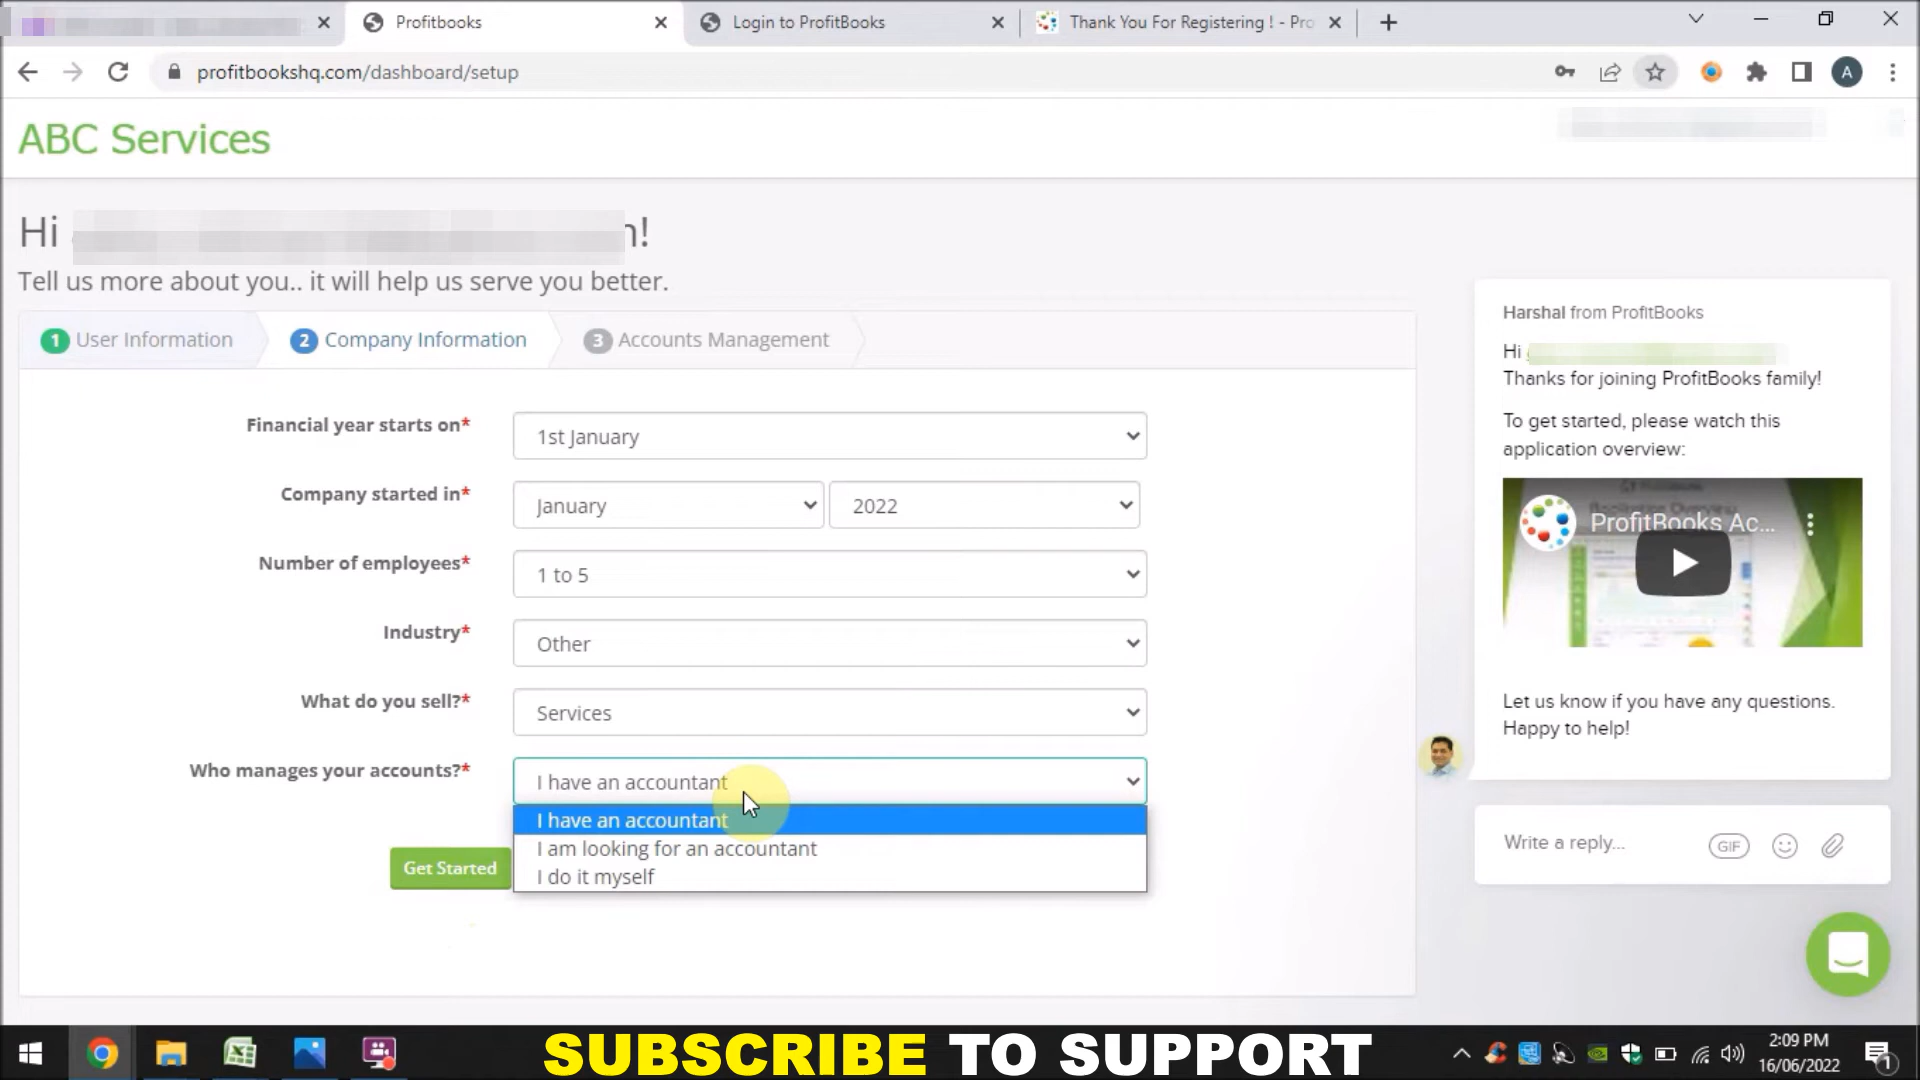 Profitbooks
Login to ProfitBooks
Thank You For Registering ! - Pro
profitbookshq.com/dashboard/setup
A
ABC Services
Hi
n!
Tell us more about you.. it will help us serve you better.
1 User Information
2 Company Information
3 Accounts Management
Financial year starts on*
1st January
Company started in*
January
2022
Number of employees*
1 to 5
Industry*
Other
What do you sell?*
Services
Who manages your accounts?*
I have an accountant
I have an accountant
I am looking for an accountant
I do it myself
Get Started
Harshal from ProfitBooks
Hi
Thanks for joining ProfitBooks family!
To get started, please watch this
application overview:
ProfitBooks Ac...
Let us know if you have any questions.
Happy to help!
Write a reply...
GIF
SUBSCRIBE TO SUPPORT
2:09 PM
16/06/2022
1